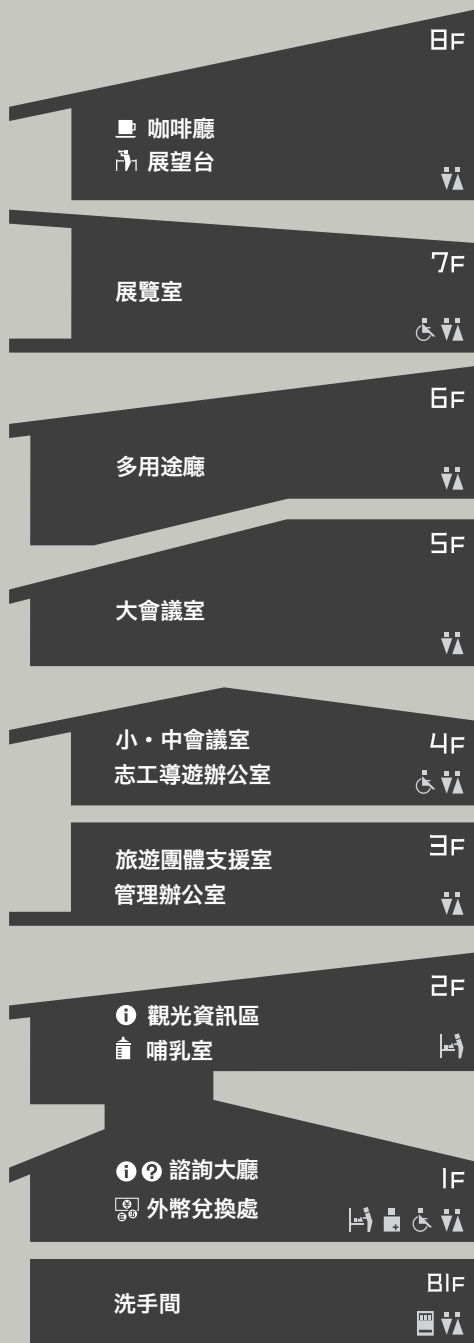 8F
咖啡廳
展望台
7F
展覽室
6F
多用途廳
5F
大會議室
4F
小・中會議室
志工導遊辦公室
3F
旅遊團體支援室
管理辦公室
2F
觀光資訊區
哺乳室
1F
諮詢大廳
外幣兌換處
B1F
洗手間